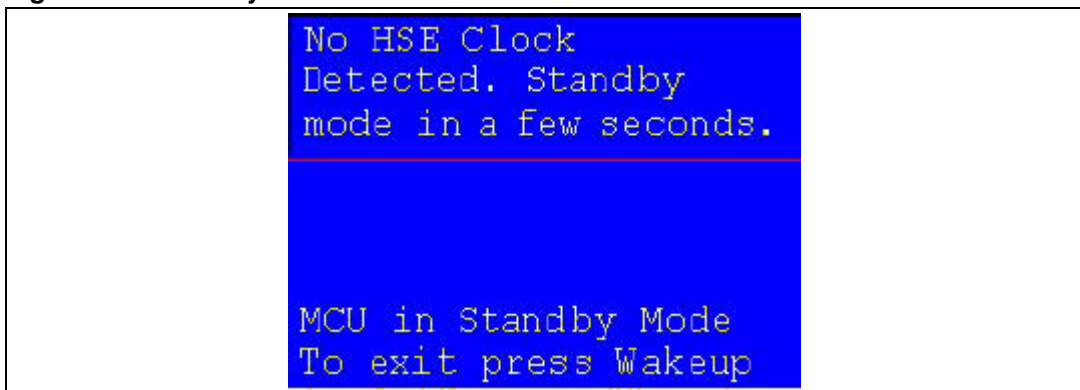 No HSE Clock
Detected. Standby
mode in a few seconds.
MCU in Standby Mode
To exit press Wakeup